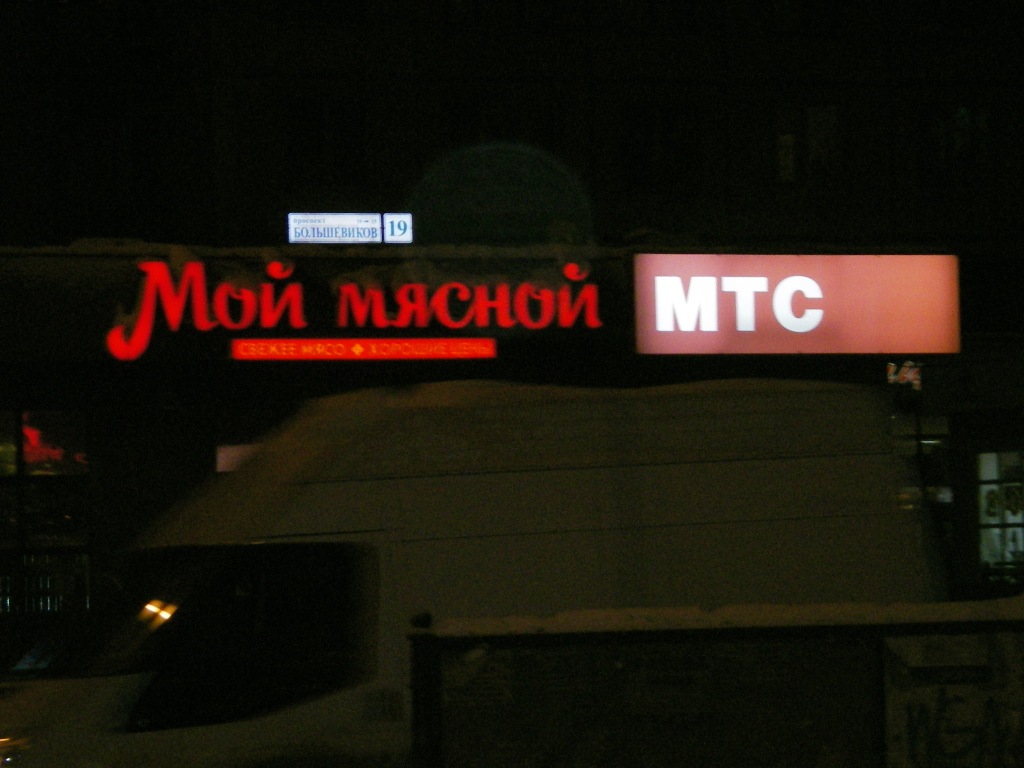 проспект
БОЛЬШЕВИКОВ 19
Мой мясной
СВЕЖЕЕ МЯСО ХОРОШИЕ ЦЕНЫ
МТС